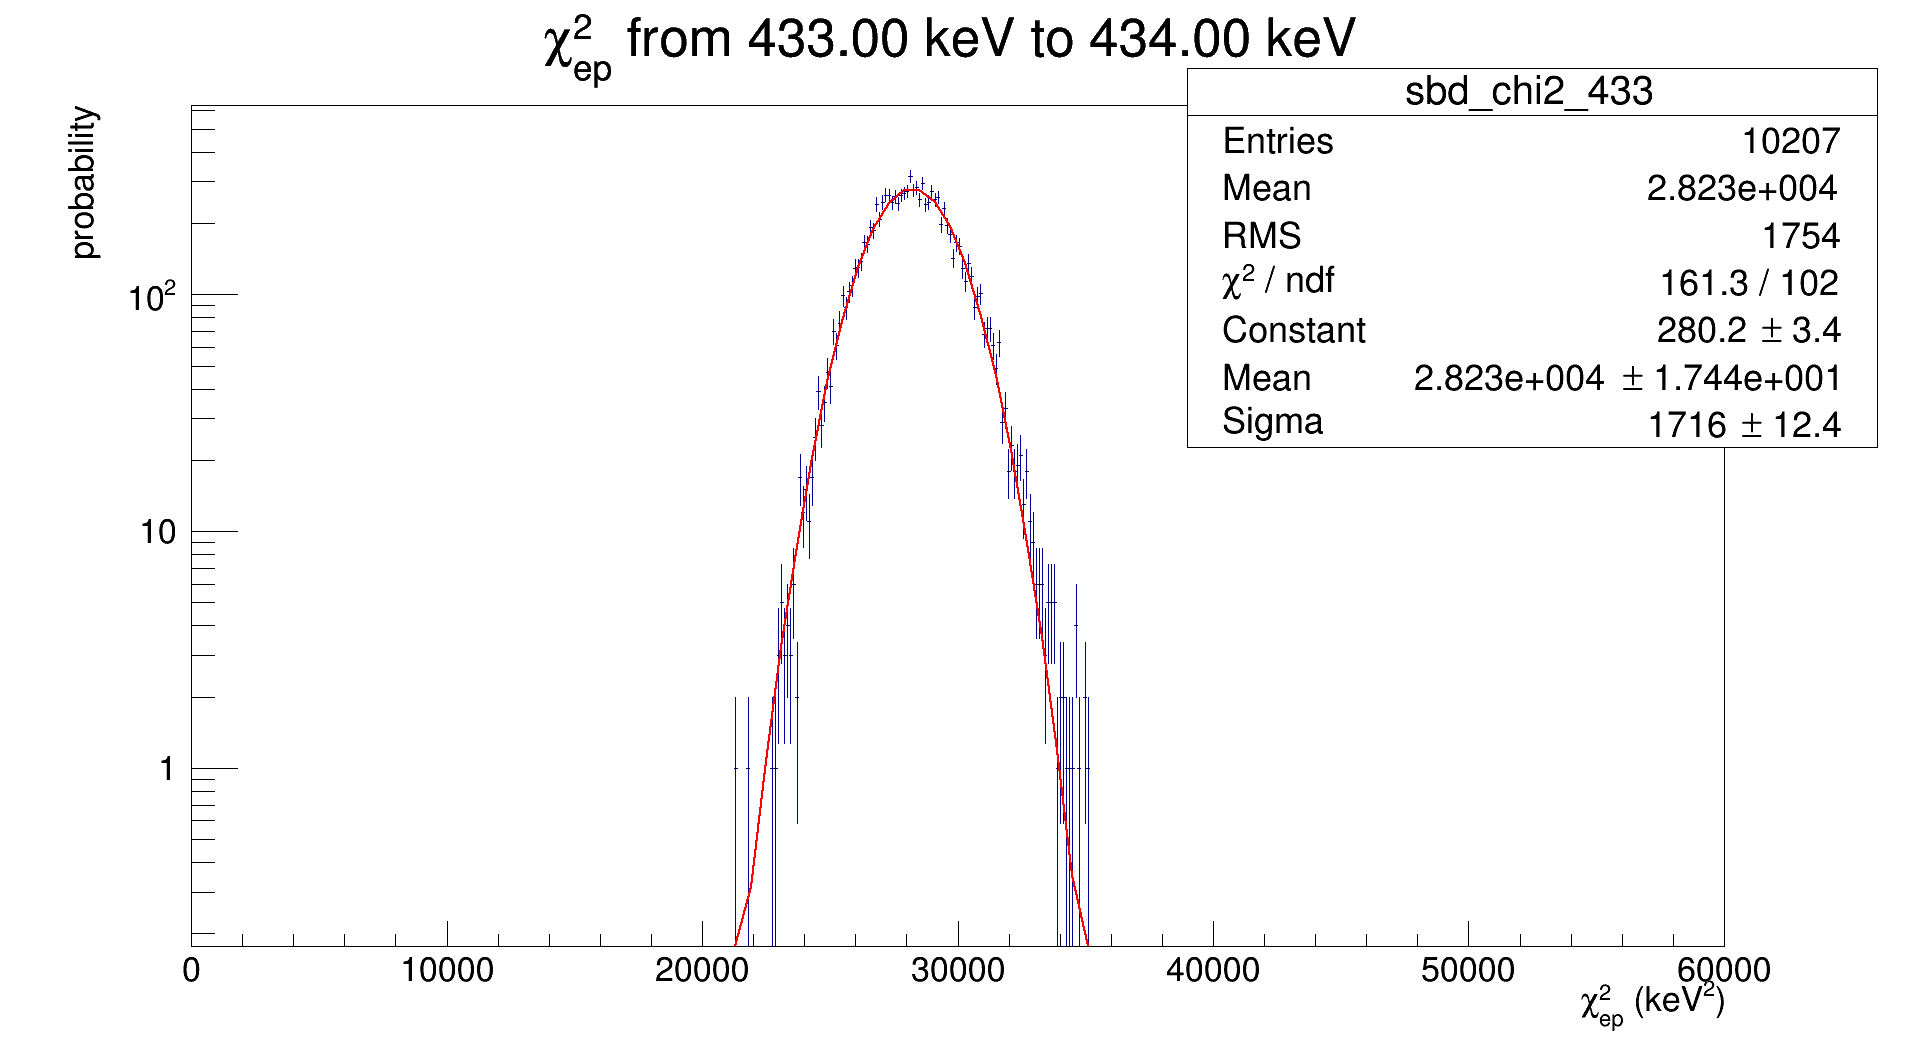 χ²ep from 433.00 keV to 434.00 keV
sbd_chi2_433
Entries 10207
Mean 2.823e+004
RMS 1754
χ² / ndf 161.3 / 102
Constant 280.2 ± 3.4
Mean 2.823e+004 ± 1.744e+001
Sigma 1716 ± 12.4
probability
10²
10
1
0 10000 20000 30000 40000 50000 60000
χ²ep (keV²)